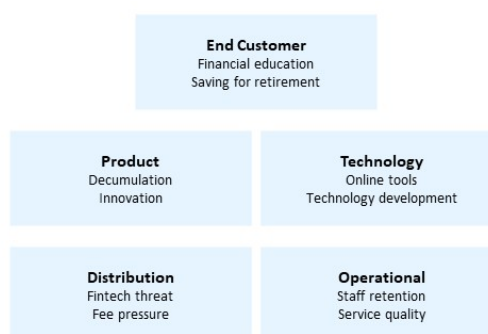 End Customer
Financial education
Saving for retirement
Product
Decumulation
Innovation
Technology
Online tools
Technology development
Distribution
Fintech threat
Fee pressure
Operational
Staff retention
Service quality